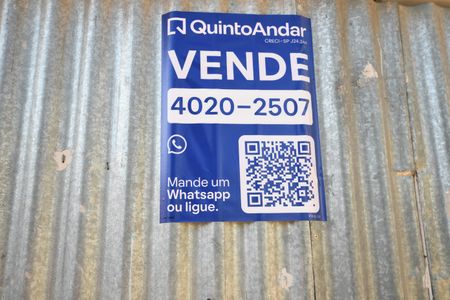 QuintoAndar
CRECI-SP J24.344
VENDE
4020-2507
Mande um
Whatsapp
ou ligue.